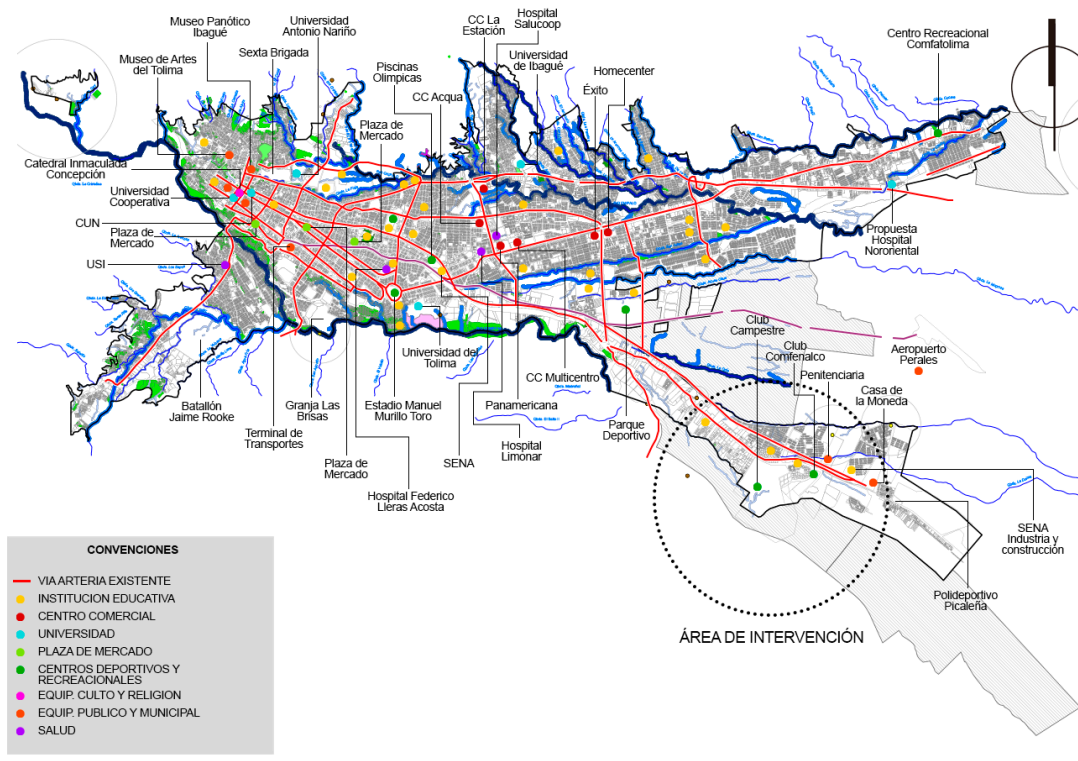 Museo Panótico
Ibagué
Universidad
Antonio Nariño
Museo de Artes
del Tolima
Sexta Brigada
Piscinas
Olimpicas
CC La
Estación
Hospital
Salucoop
Universidad
de Ibagué
Homecenter
Centro Recreacional
Comfatolima
CC Acqua
Éxito
Plaza de
Mercado
Catedral Inmaculada
Concepción
Universidad
Cooperativa
CUN
Plaza de
Mercado
USI
Propuesta
Hospital
Nororiental
Club
Campestre
Club
Comfenalco
Aeropuerto
Perales
Penitenciaria
Casa de
la Moneda
Universidad del
Tolima
CC Multicentro
Batallón
Jaime Rooke
Granja Las
Brisas
Estadio Manuel
Murillo Toro
Panamericana
Parque
Deportivo
Terminal de
Transportes
Hospital
Limonar
Plaza de
Mercado
SENA
Hospital Federico
Lleras Acosta
SENA
Industria y
construcción
Polideportivo
Picaleña
ÁREA DE INTERVENCIÓN
CONVENCIONES
VIA ARTERIA EXISTENTE
INSTITUCION EDUCATIVA
CENTRO COMERCIAL
UNIVERSIDAD
PLAZA DE MERCADO
CENTROS DEPORTIVOS Y
RECREACIONALES
EQUIP. CULTO Y RELIGION
EQUIP. PUBLICO Y MUNICIPAL
SALUD